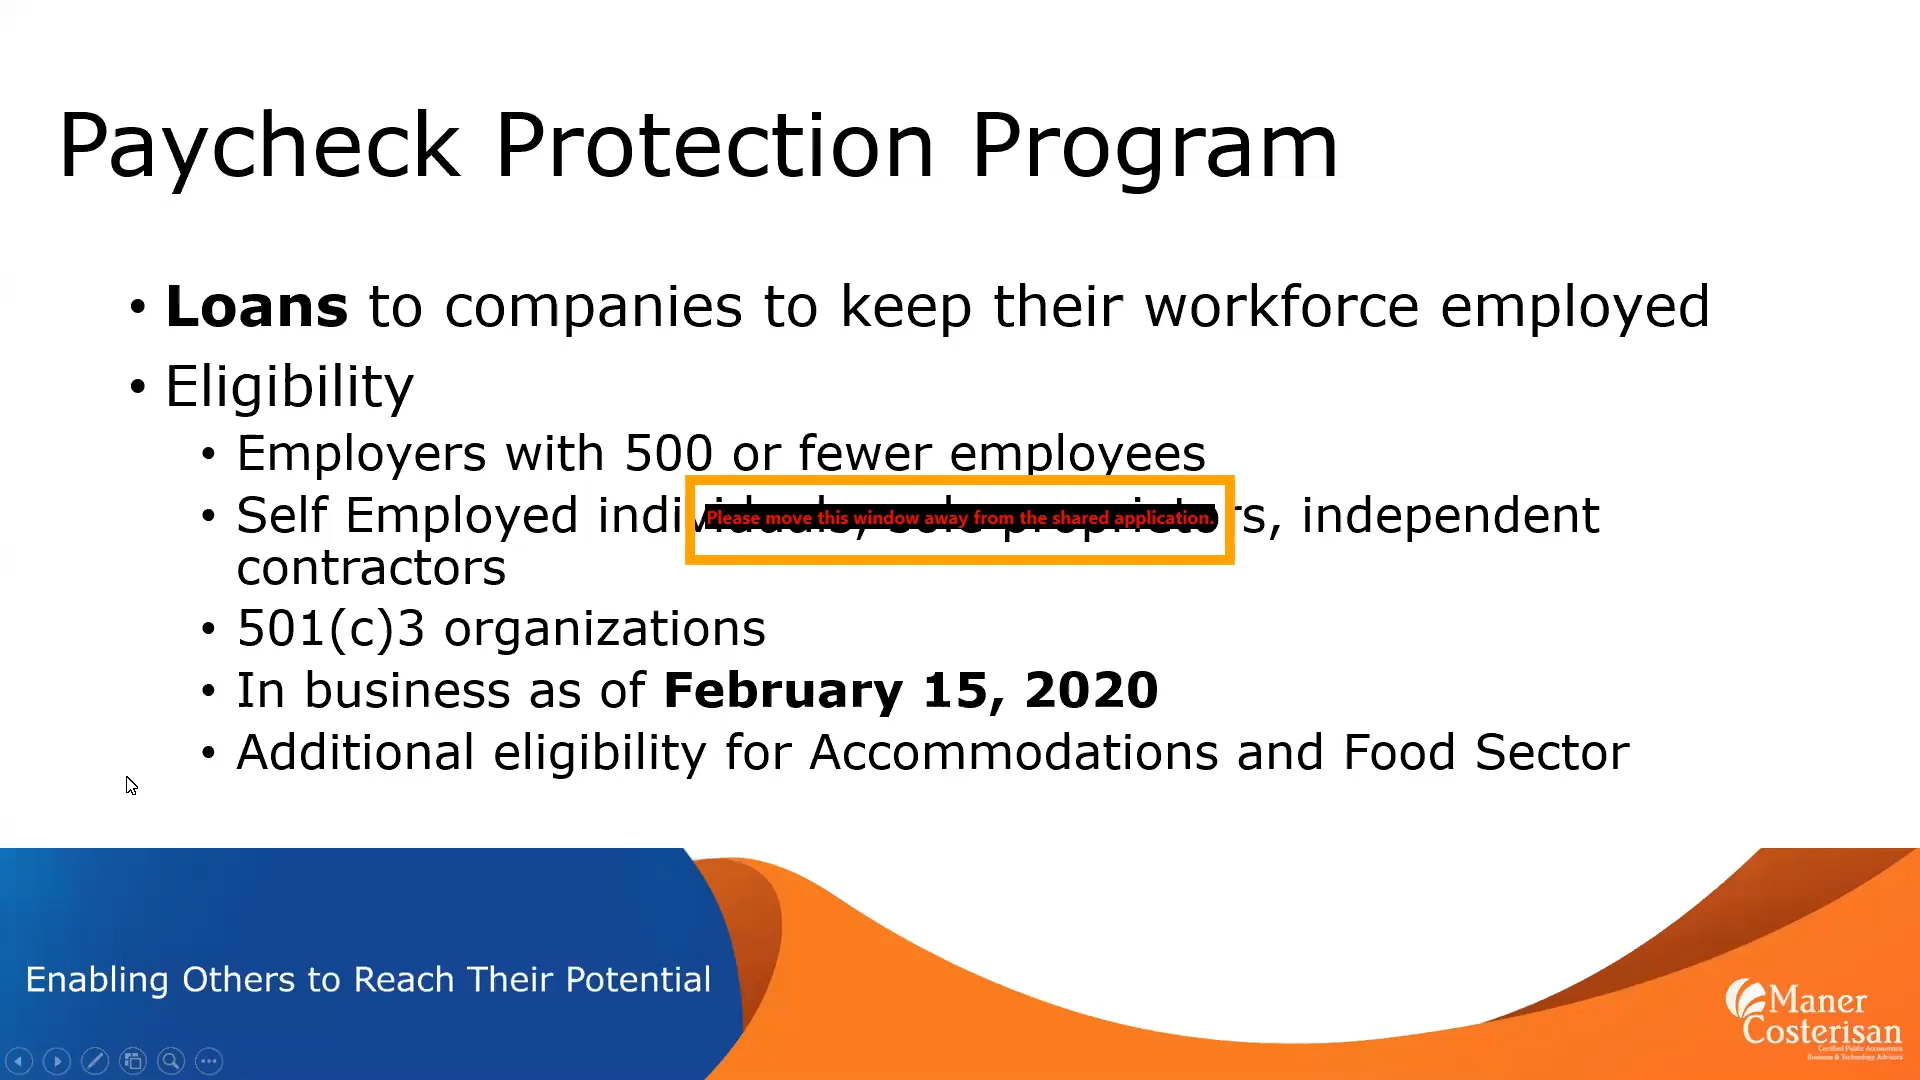 Paycheck Protection Program
• Loans to companies to keep their workforce employed
• Eligibility
• Employers with 500 or fewer employees
• Self Employed individuals, sole proprietors, independent
Please move this window away from the shared application.
contractors
• 501(c)3 organizations
• In business as of February 15, 2020
• Additional eligibility for Accommodations and Food Sector
Enabling Others to Reach Their Potential
Maner
Costerisan
Certified Public Accountants
Business & Technology Advisors